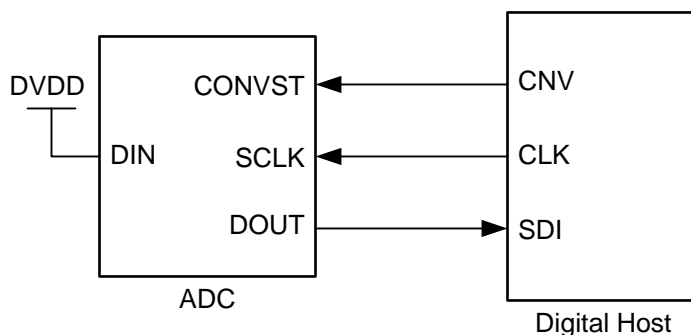 DVDD
DIN
CONVST
SCLK
DOUT
ADC
CNV
CLK
SDI
Digital Host